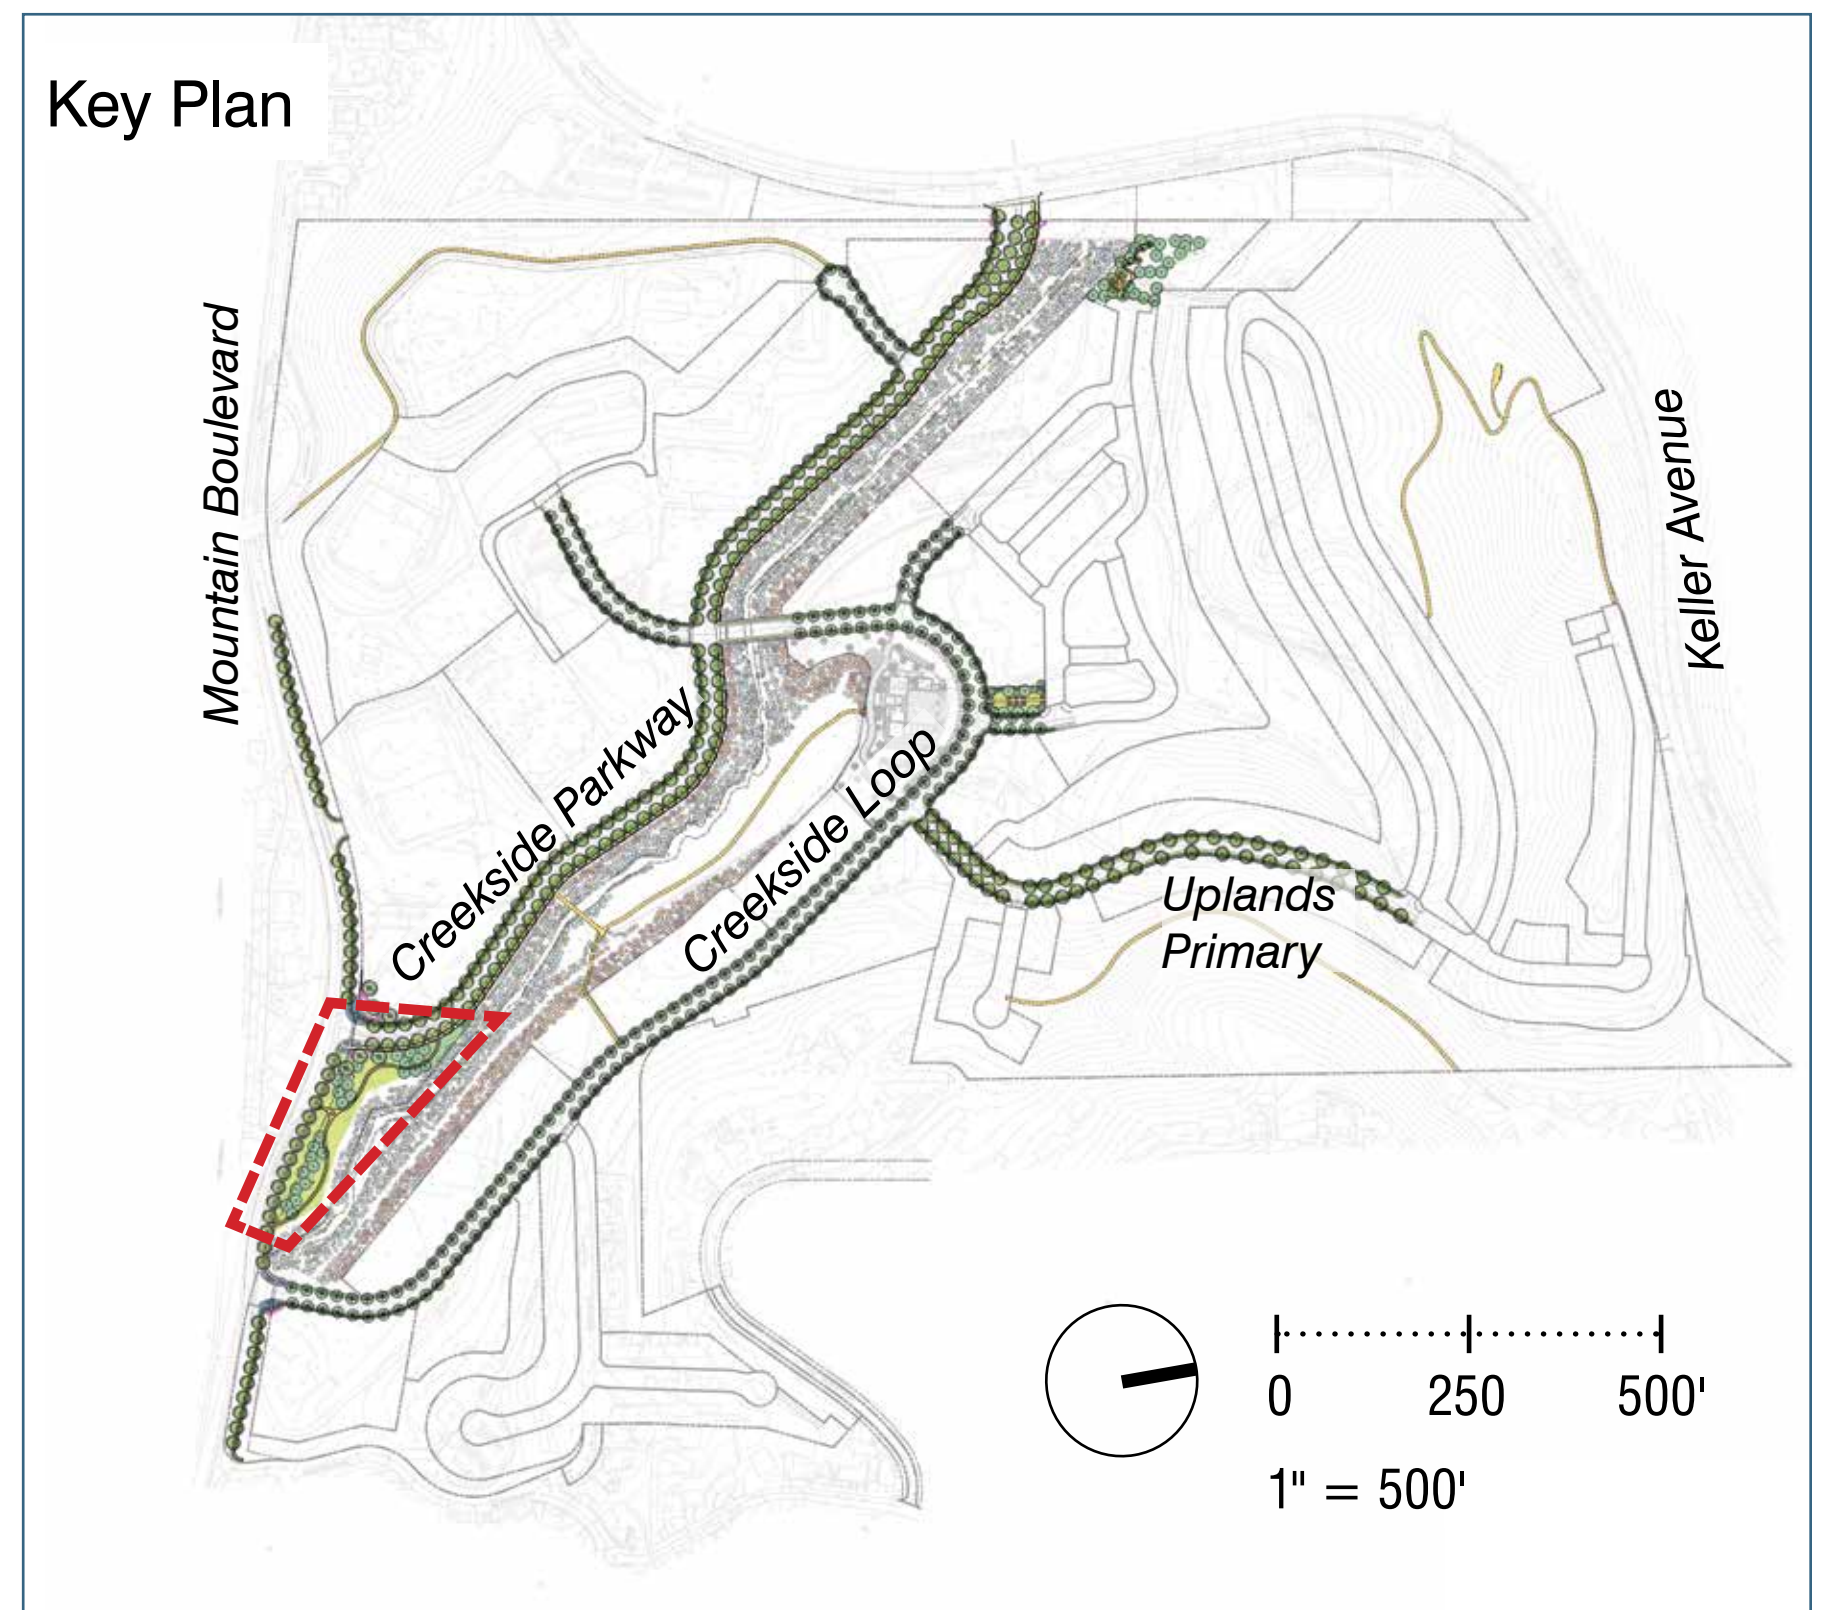 Key Plan
Mountain Boulevard
Keller Avenue
Creekside Parkway
Creekside Loop
Uplands
Primary
0 250 500'
1" = 500'